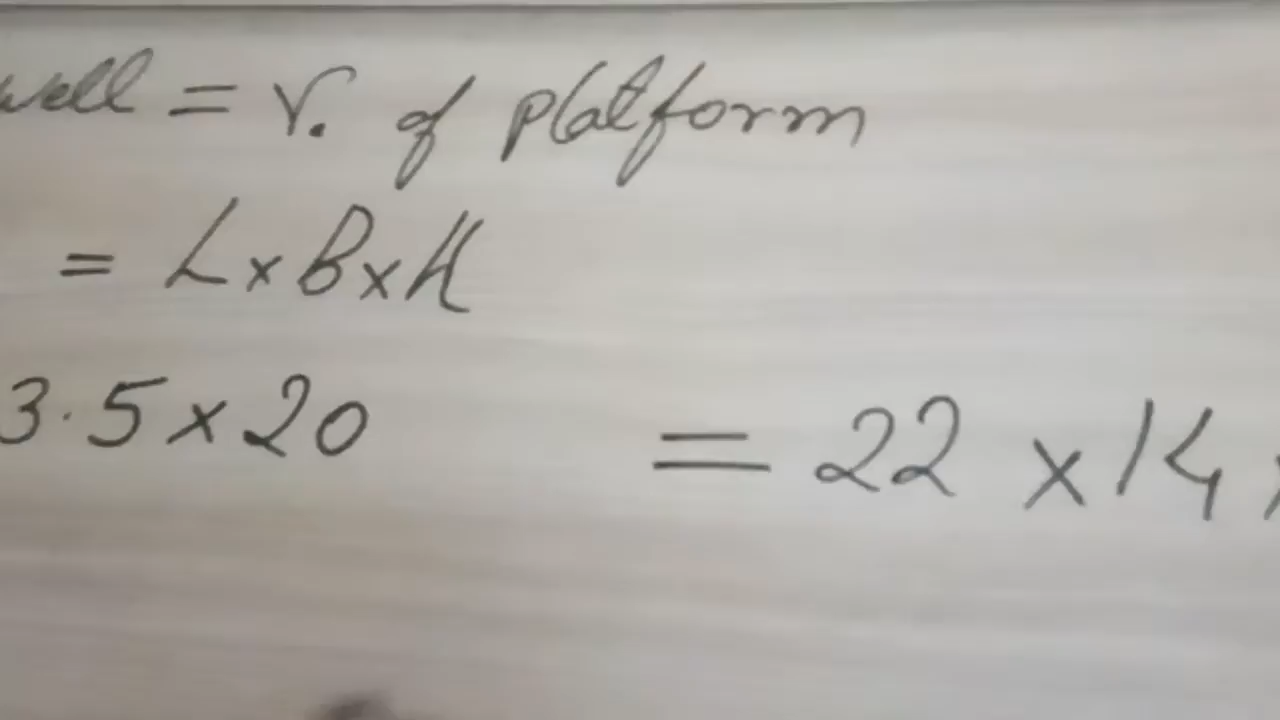 well = V. of platform
= L×B×H
3.5×20 = 22 × 14